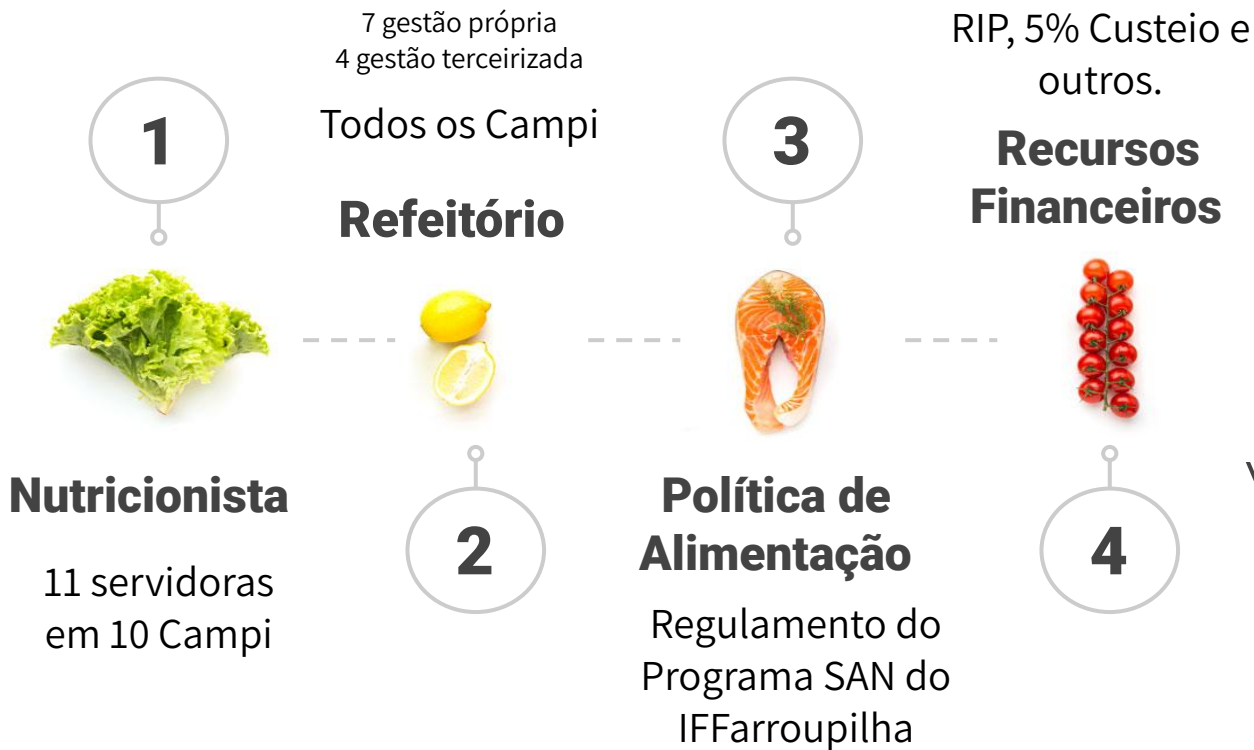 1
Nutricionista
11 servidoras
em 10 Campi
7 gestão própria
4 gestão terceirizada
Todos os Campi
Refeitório
2
3
Política de
Alimentação
Regulamento do
Programa SAN do
IFFarroupilha
RIP, 5% Custeio e
outros.
Recursos
Financeiros
4